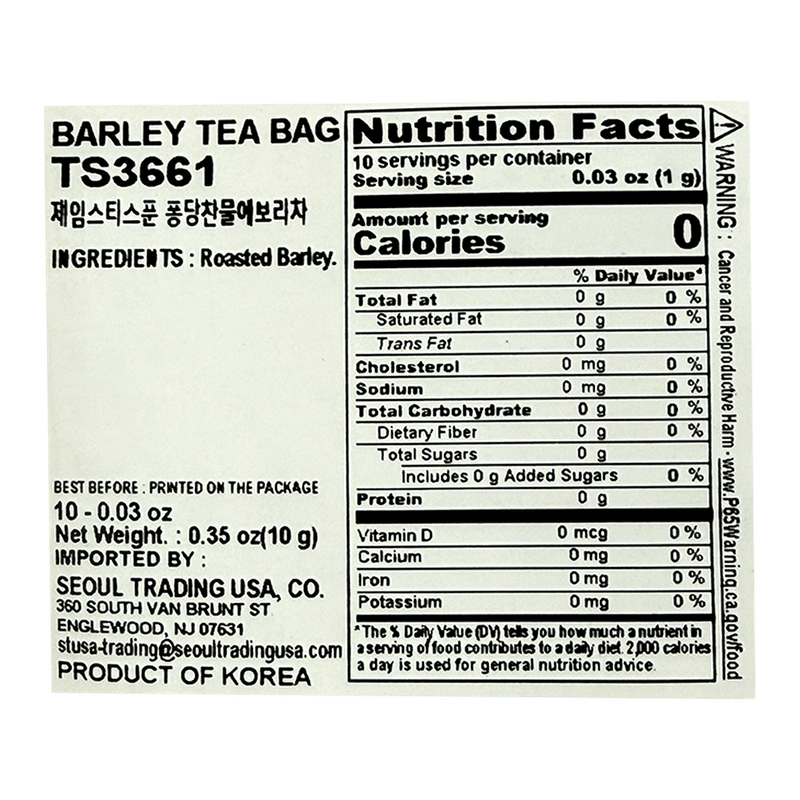 BARLEY TEA BAG
TS3661
재임스티스푼 퐁당찬물에보리차
INGREDIENTS : Roasted Barley.
BEST BEFORE : PRINTED ON THE PACKAGE
10 - 0.03 oz
Net Weight. : 0.35 oz(10 g)
IMPORTED BY :
SEOUL TRADING USA, CO.
360 SOUTH VAN BRUNT ST
ENGLEWOOD, NJ 07631
stusa-trading@seoultradingusa.com
PRODUCT OF KOREA
Nutrition Facts
10 servings per container
Serving size 0.03 oz (1 g)
Amount per serving
Calories 0
% Daily Value*
Total Fat 0 g 0 %
Saturated Fat 0 g 0 %
Trans Fat 0 g
Cholesterol 0 mg 0 %
Sodium 0 mg 0 %
Total Carbohydrate 0 g 0 %
Dietary Fiber 0 g 0 %
Total Sugars 0 g
Includes 0 g Added Sugars 0 %
Protein 0 g
Vitamin D 0 mcg 0 %
Calcium 0 mg 0 %
Iron 0 mg 0 %
Potassium 0 mg 0 %
*The % Daily Value (DV) tells you how much a nutrient in
a serving of food contributes to a daily diet. 2,000 calories
a day is used for general nutrition advice.
WARNING : Cancer and Reproductive Harm - www.P65Warning.ca.gov/food